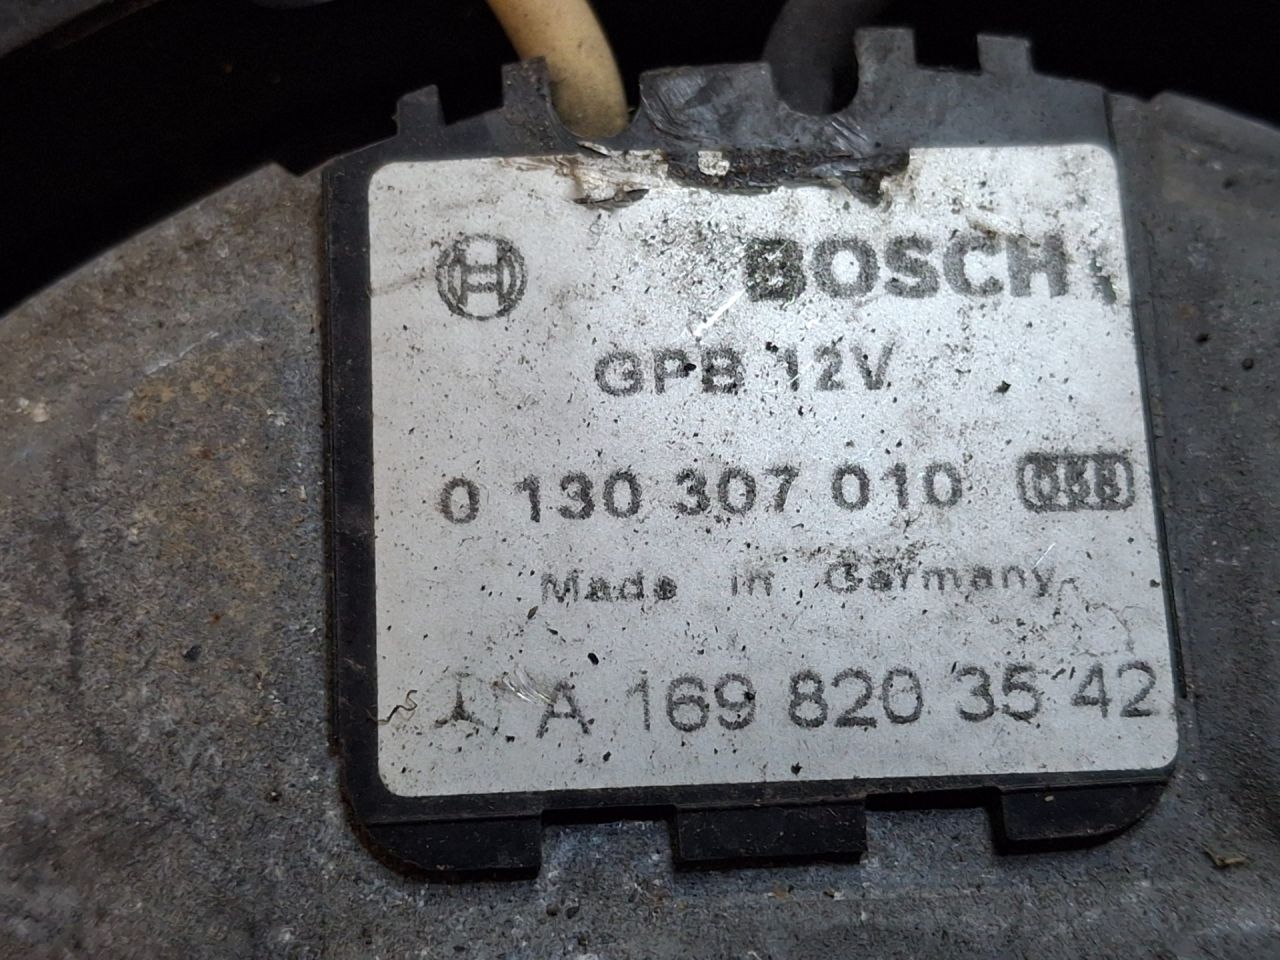 BOSCH
GPB 12V
0 130 307 010
Made in Germany
A 169 820 35 42